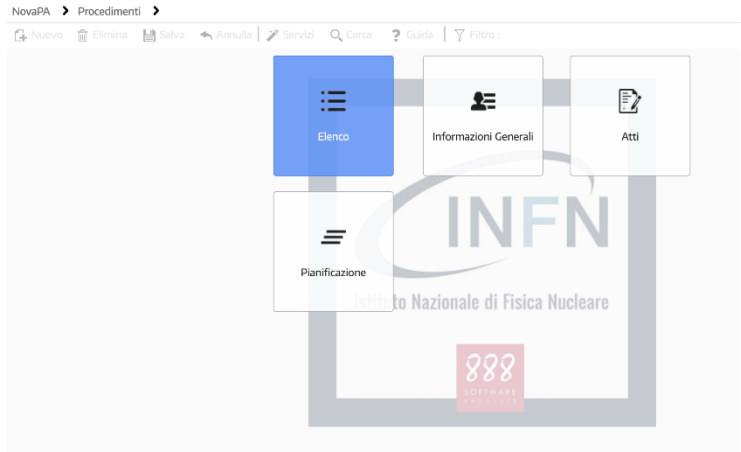 NovaPA > Procedimenti >
Nuovo Elimina Salva Annulla Servizi Cerca ? Guida Filtro :
Elenco
Informazioni Generali
Atti
INFN
Pianificazione
Istituto Nazionale di Fisica Nucleare
888
SOFTWARE
PRODUCTS